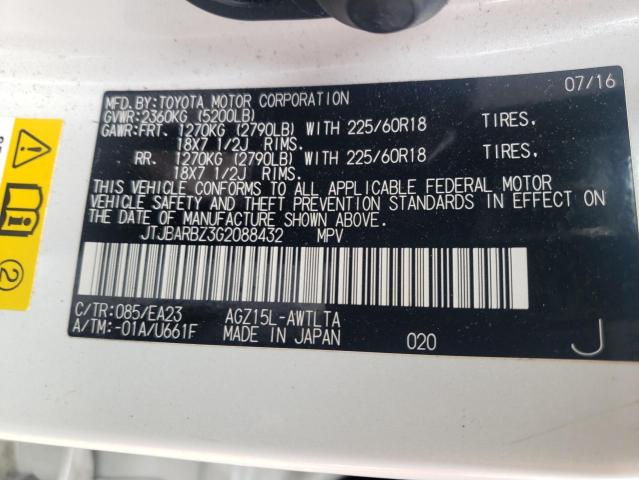 07/16
MFD.BY:TOYOTA MOTOR CORPORATION
GVWR:2360KG (5200LB)
GAWR:FRT. 1270KG (2790LB) WITH 225/60R18 TIRES.
18X7 1/2J RIMS.
RR. 1270KG (2790LB) WITH 225/60R18 TIRES.
18X7 1/2J RIMS.
THIS VEHICLE CONFORMS TO ALL APPLICABLE FEDERAL MOTOR
VEHICLE SAFETY AND THEFT PREVENTION STANDARDS IN EFFECT ON
THE DATE OF MANUFACTURE SHOWN ABOVE.
JTJBARBZ3G2088432 MPV
C/TR:085/EA23 AGZ15L-AWTLTA
A/TM:-01A/U661F MADE IN JAPAN 020 J
2